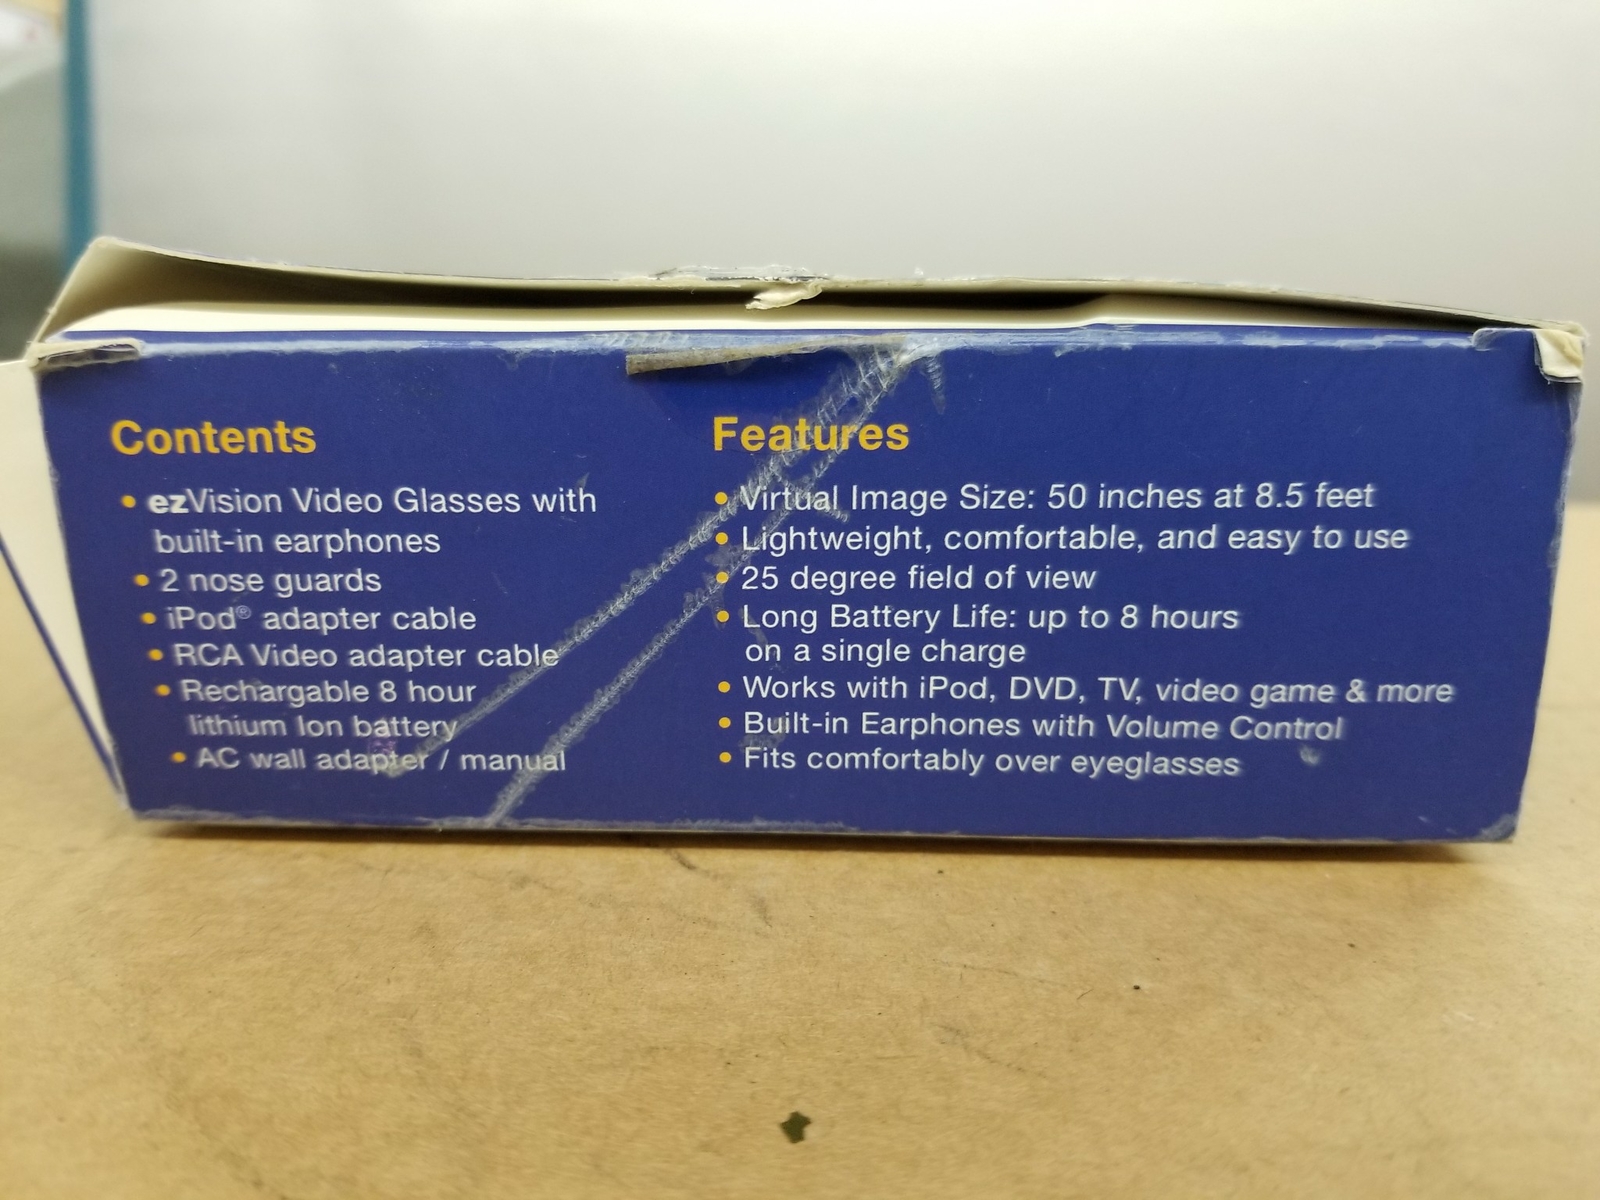 Contents
• ezVision Video Glasses with
built-in earphones
• 2 nose guards
• iPod® adapter cable
• RCA Video adapter cable
• Rechargable 8 hour
lithium Ion battery
• AC wall adapter / manual
Features
• Virtual Image Size: 50 inches at 8.5 feet
• Lightweight, comfortable, and easy to use
• 25 degree field of view
• Long Battery Life: up to 8 hours
on a single charge
• Works with iPod, DVD, TV, video game & more
• Built-in Earphones with Volume Control
• Fits comfortably over eyeglasses